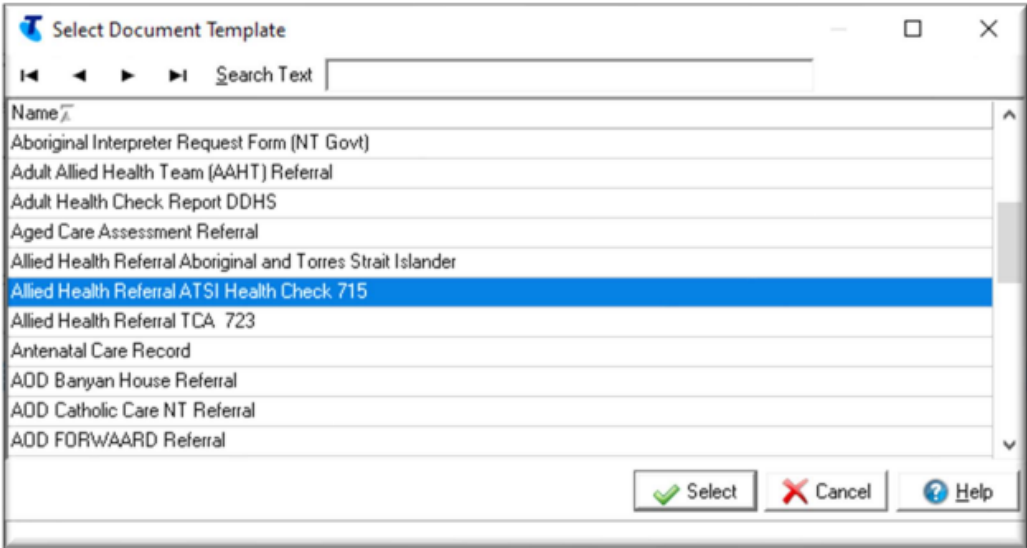 Select Document Template
Search Text
Name
Aboriginal Interpreter Request Form (NT Govt)
Adult Allied Health Team (AAHT) Referral
Adult Health Check Report DDHS
Aged Care Assessment Referral
Allied Health Referral Aboriginal and Torres Strait Islander
Allied Health Referral ATSI Health Check 715
Allied Health Referral TCA  723
Antenatal Care Record
AOD Banyan House Referral
AOD Catholic Care NT Referral
AOD FORWAARD Referral
Select Cancel Help